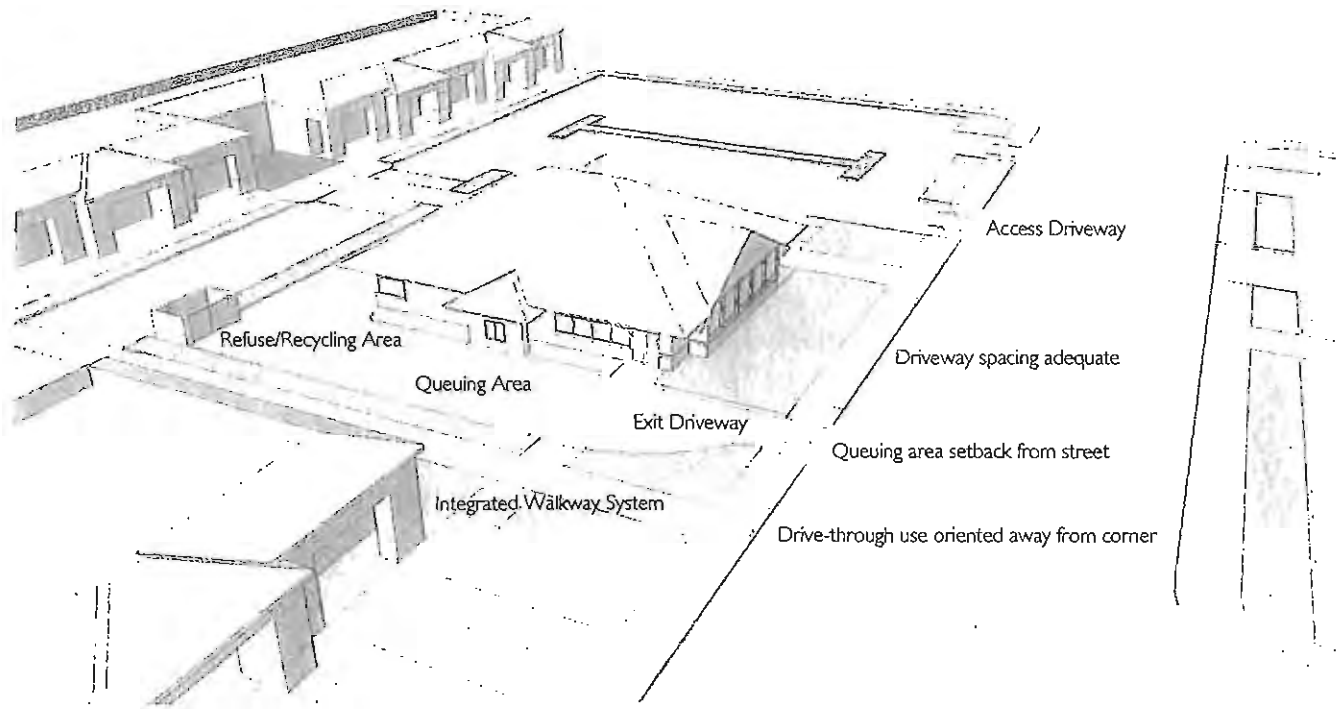 Access Driveway
Refuse/Recycling Area
Driveway spacing adequate
Queuing Area
Exit Driveway
Queuing area setback from street
Integrated Walkway System
Drive-through use oriented away from corner